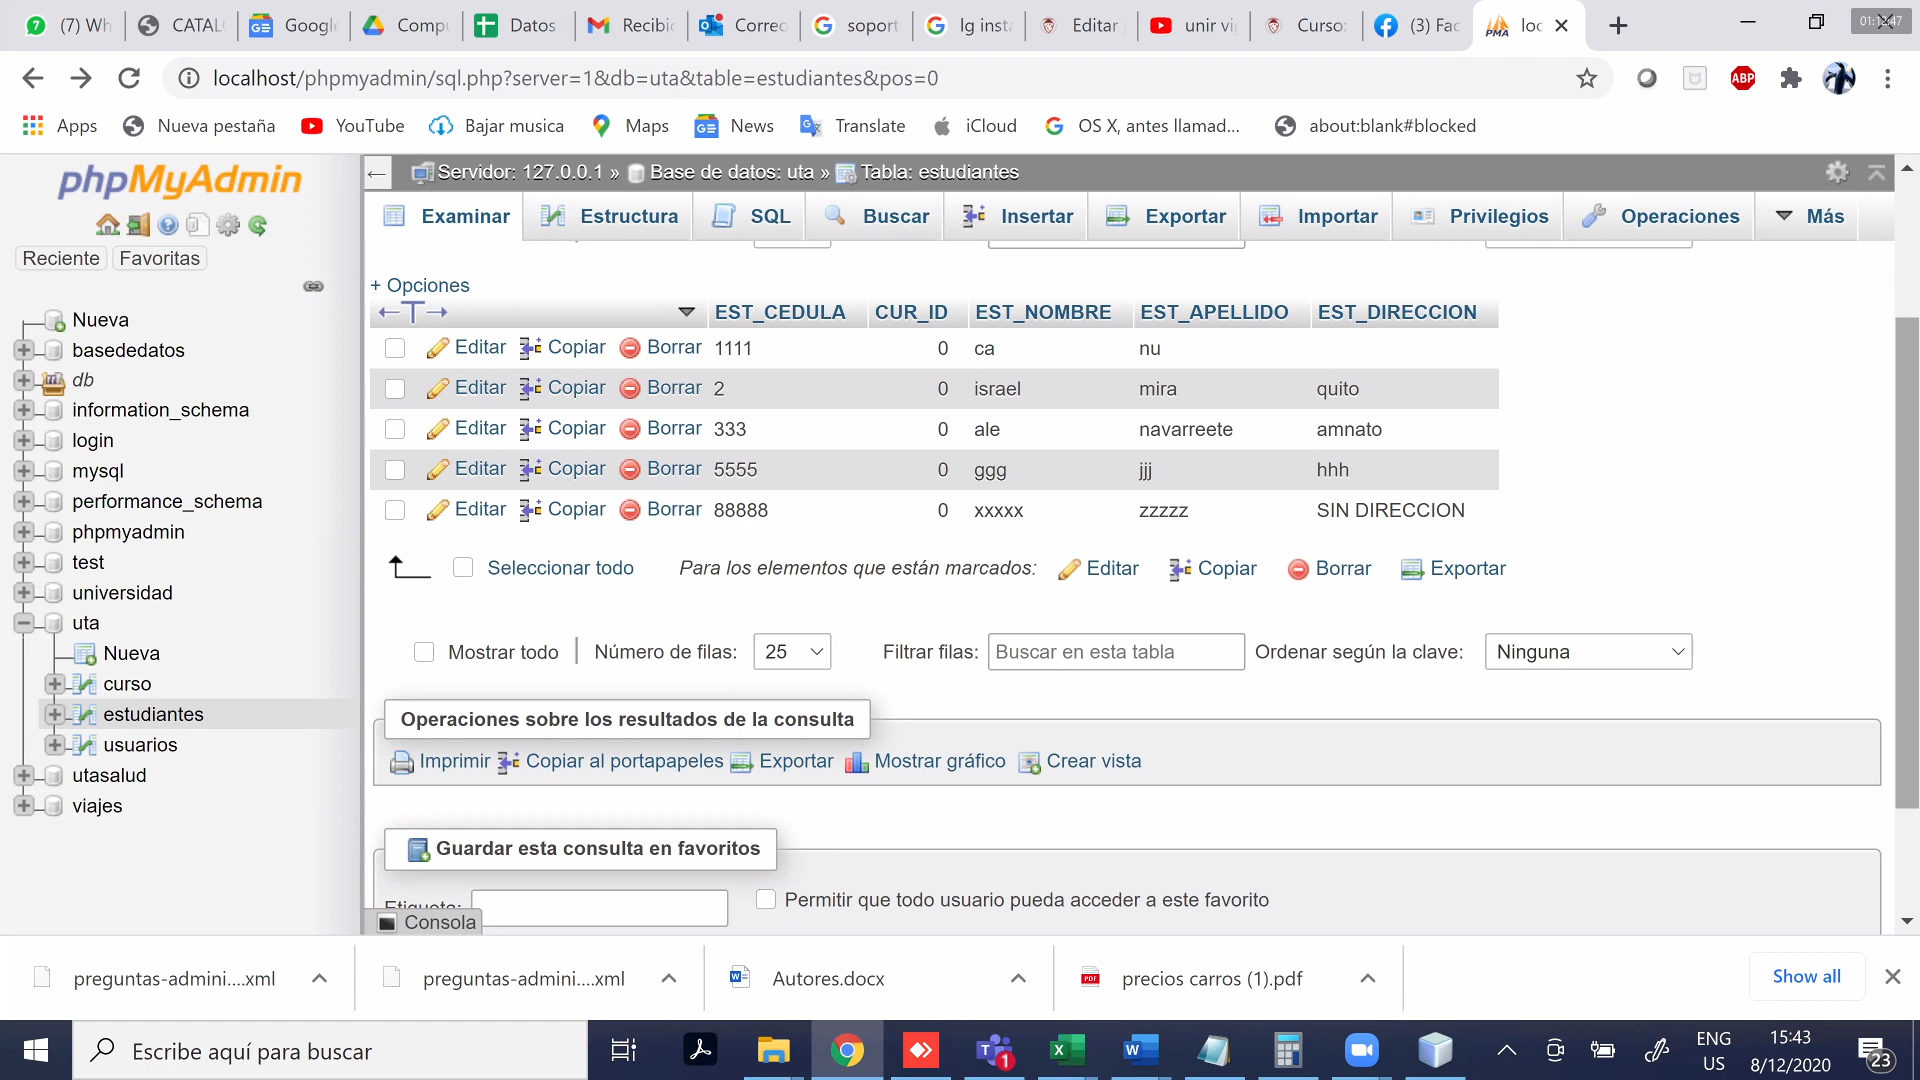 (7) Wh
CATAL
Google
Compu
Datos
Recibid
Correo
soport
lg insta
Editar
unir vi
Curso:
(3) Fac
loc
01:12:47
localhost/phpmyadmin/sql.php?server=1&db=uta&table=estudiantes&pos=0
ABP
Apps
Nueva pestaña
YouTube
Bajar musica
Maps
News
Translate
iCloud
OS X, antes llamad...
about:blank#blocked
phpMyAdmin
Reciente
Favoritas
Nueva
basededatos
db
information_schema
login
mysql
performance_schema
phpmyadmin
test
universidad
uta
Nueva
curso
estudiantes
usuarios
utasalud
viajes
Servidor: 127.0.0.1 » Base de datos: uta » Tabla: estudiantes
Examinar Estructura SQL Buscar Insertar Exportar Importar Privilegios Operaciones Más
+ Opciones
EST_CEDULA CUR_ID EST_NOMBRE EST_APELLIDO EST_DIRECCION
Editar Copiar Borrar 1111 0 ca nu
Editar Copiar Borrar 2 0 israel mira quito
Editar Copiar Borrar 333 0 ale navarreete amnato
Editar Copiar Borrar 5555 0 ggg jjj hhh
Editar Copiar Borrar 88888 0 xxxxx zzzzz SIN DIRECCION
Seleccionar todo Para los elementos que están marcados: Editar Copiar Borrar Exportar
Mostrar todo Número de filas: 25 Filtrar filas: Buscar en esta tabla Ordenar según la clave: Ninguna
Operaciones sobre los resultados de la consulta
Imprimir Copiar al portapapeles Exportar Mostrar gráfico Crear vista
Guardar esta consulta en favoritos
Etiqueta: Permitir que todo usuario pueda acceder a este favorito
Consola
preguntas-admini....xml
preguntas-admini....xml
Autores.docx
precios carros (1).pdf
Show all
Escribe aquí para buscar
1
ENG
US
15:43
8/12/2020
23